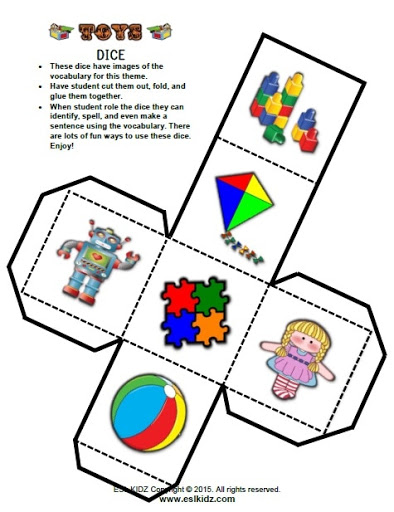 TOYS
DICE
• These dice have images of the
vocabulary for this theme.
• Have student cut them out, fold, and
glue them together.
• When student role the dice they can
identify, spell, and even make a
sentence using the vocabulary. There
are lots of fun ways to use these dice.
Enjoy!
ESL KIDZ Copyright © 2015. All rights reserved.
www.eslkidz.com